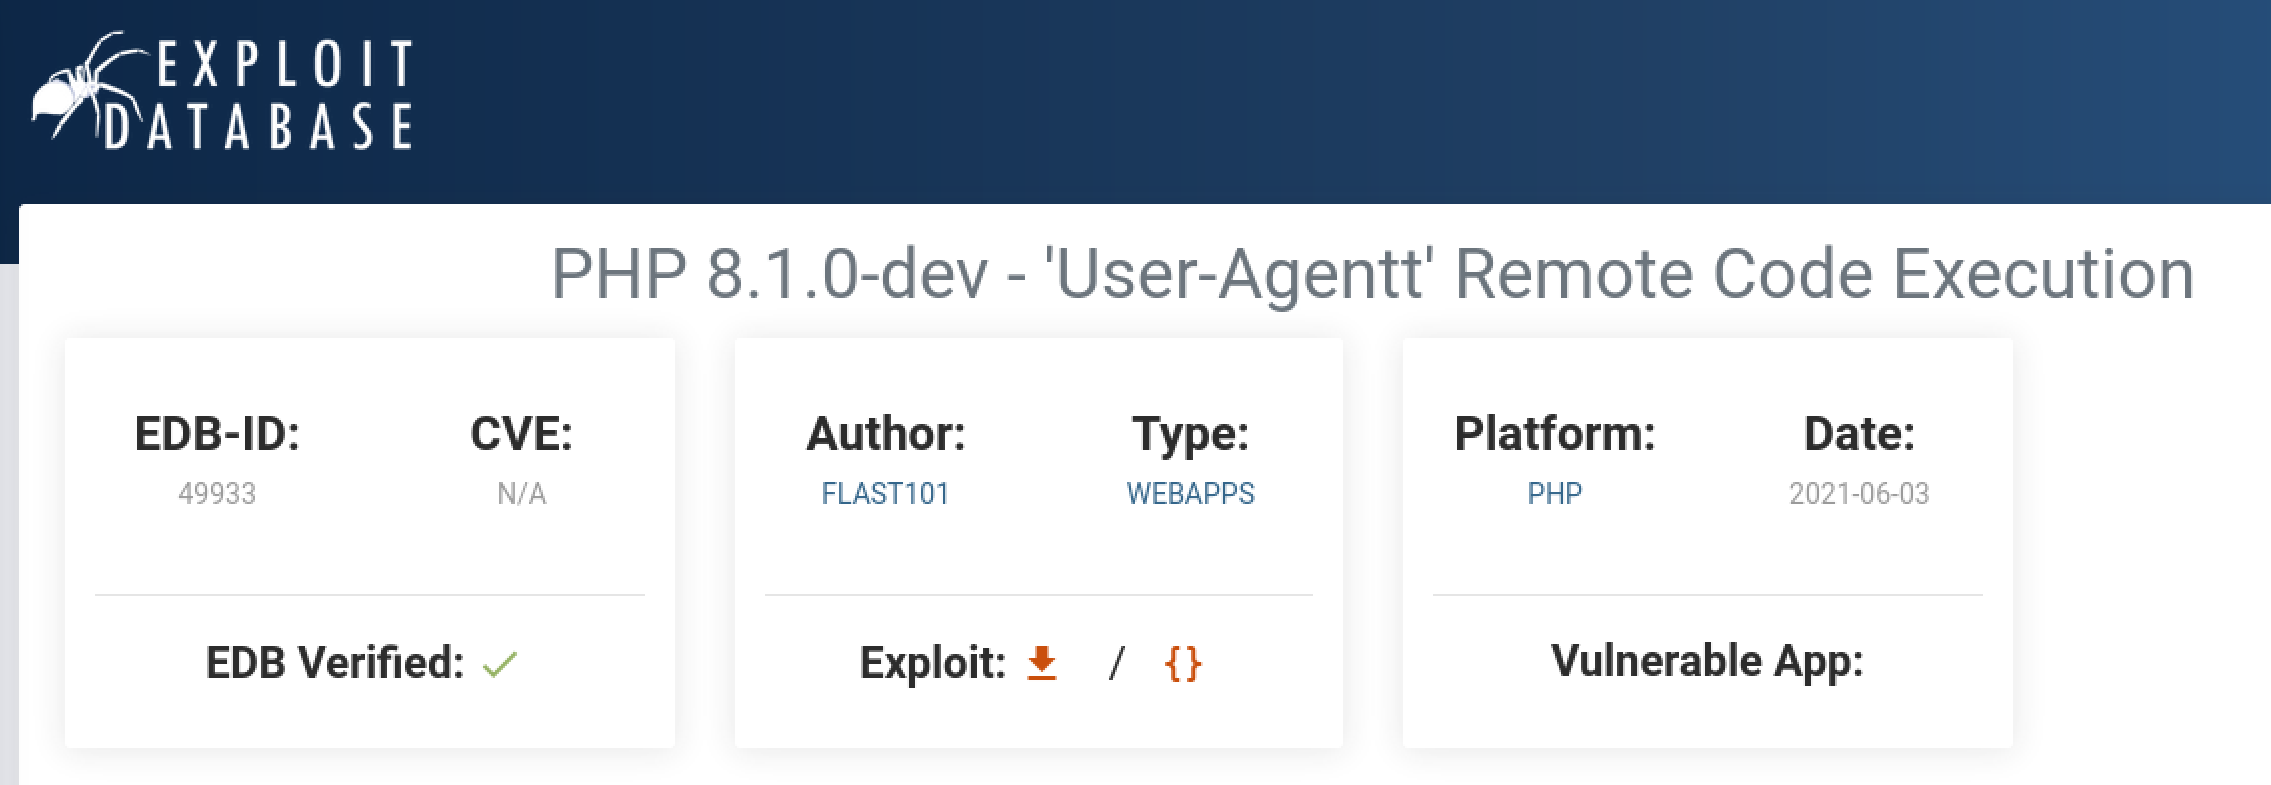 EXPLOIT
DATABASE
PHP 8.1.0-dev - 'User-Agentt' Remote Code Execution
EDB-ID:
49933
CVE:
N/A
EDB Verified:
Author:
FLAST101
Type:
WEBAPPS
Exploit: / {}
Platform:
PHP
Date:
2021-06-03
Vulnerable App: